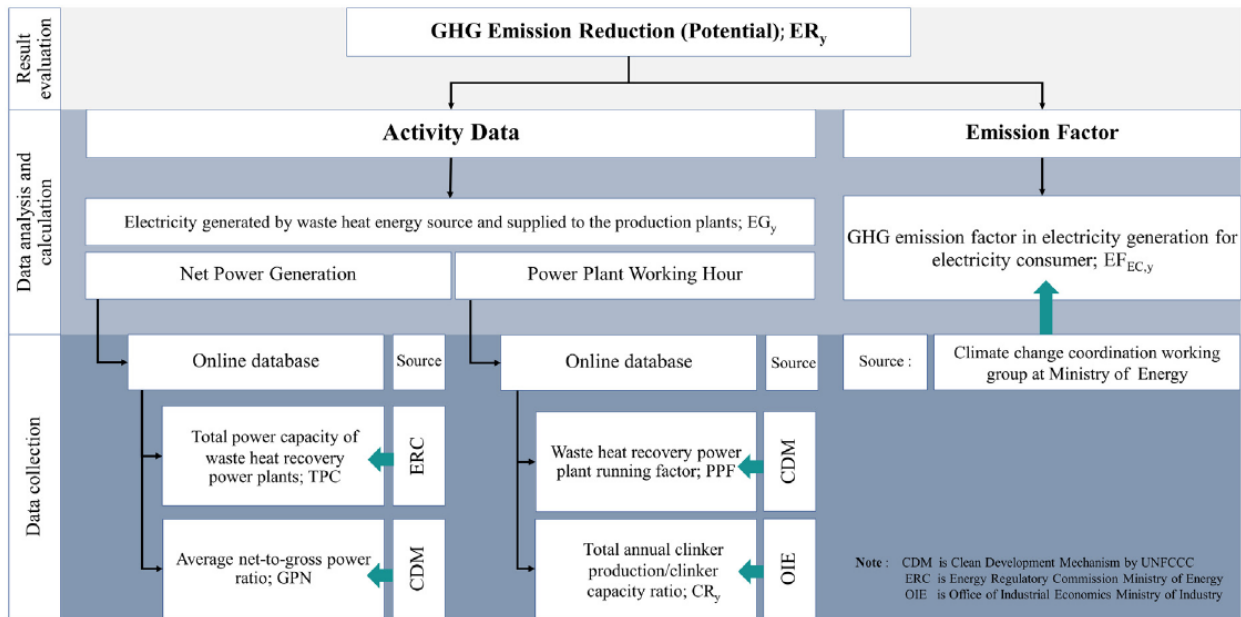 Result
evaluation
GHG Emission Reduction (Potential); ERy
Data analysis and
calculation
Activity Data
Emission Factor
Electricity generated by waste heat energy source and supplied to the production plants; EGy
GHG emission factor in electricity generation for
electricity consumer; EFEC,y
Net Power Generation
Power Plant Working Hour
Data collection
Online database
Source
Online database
Source
Source :
Climate change coordination working
group at Ministry of Energy
Total power capacity of
waste heat recovery
power plants; TPC
ERC
Waste heat recovery power
plant running factor; PPF
CDM
Average net-to-gross power
ratio; GPN
CDM
Total annual clinker
production/clinker
capacity ratio; CRy
OIE
Note : CDM is Clean Development Mechanism by UNFCCC
ERC is Energy Regulatory Commission Ministry of Energy
OIE is Office of Industrial Economics Ministry of Industry